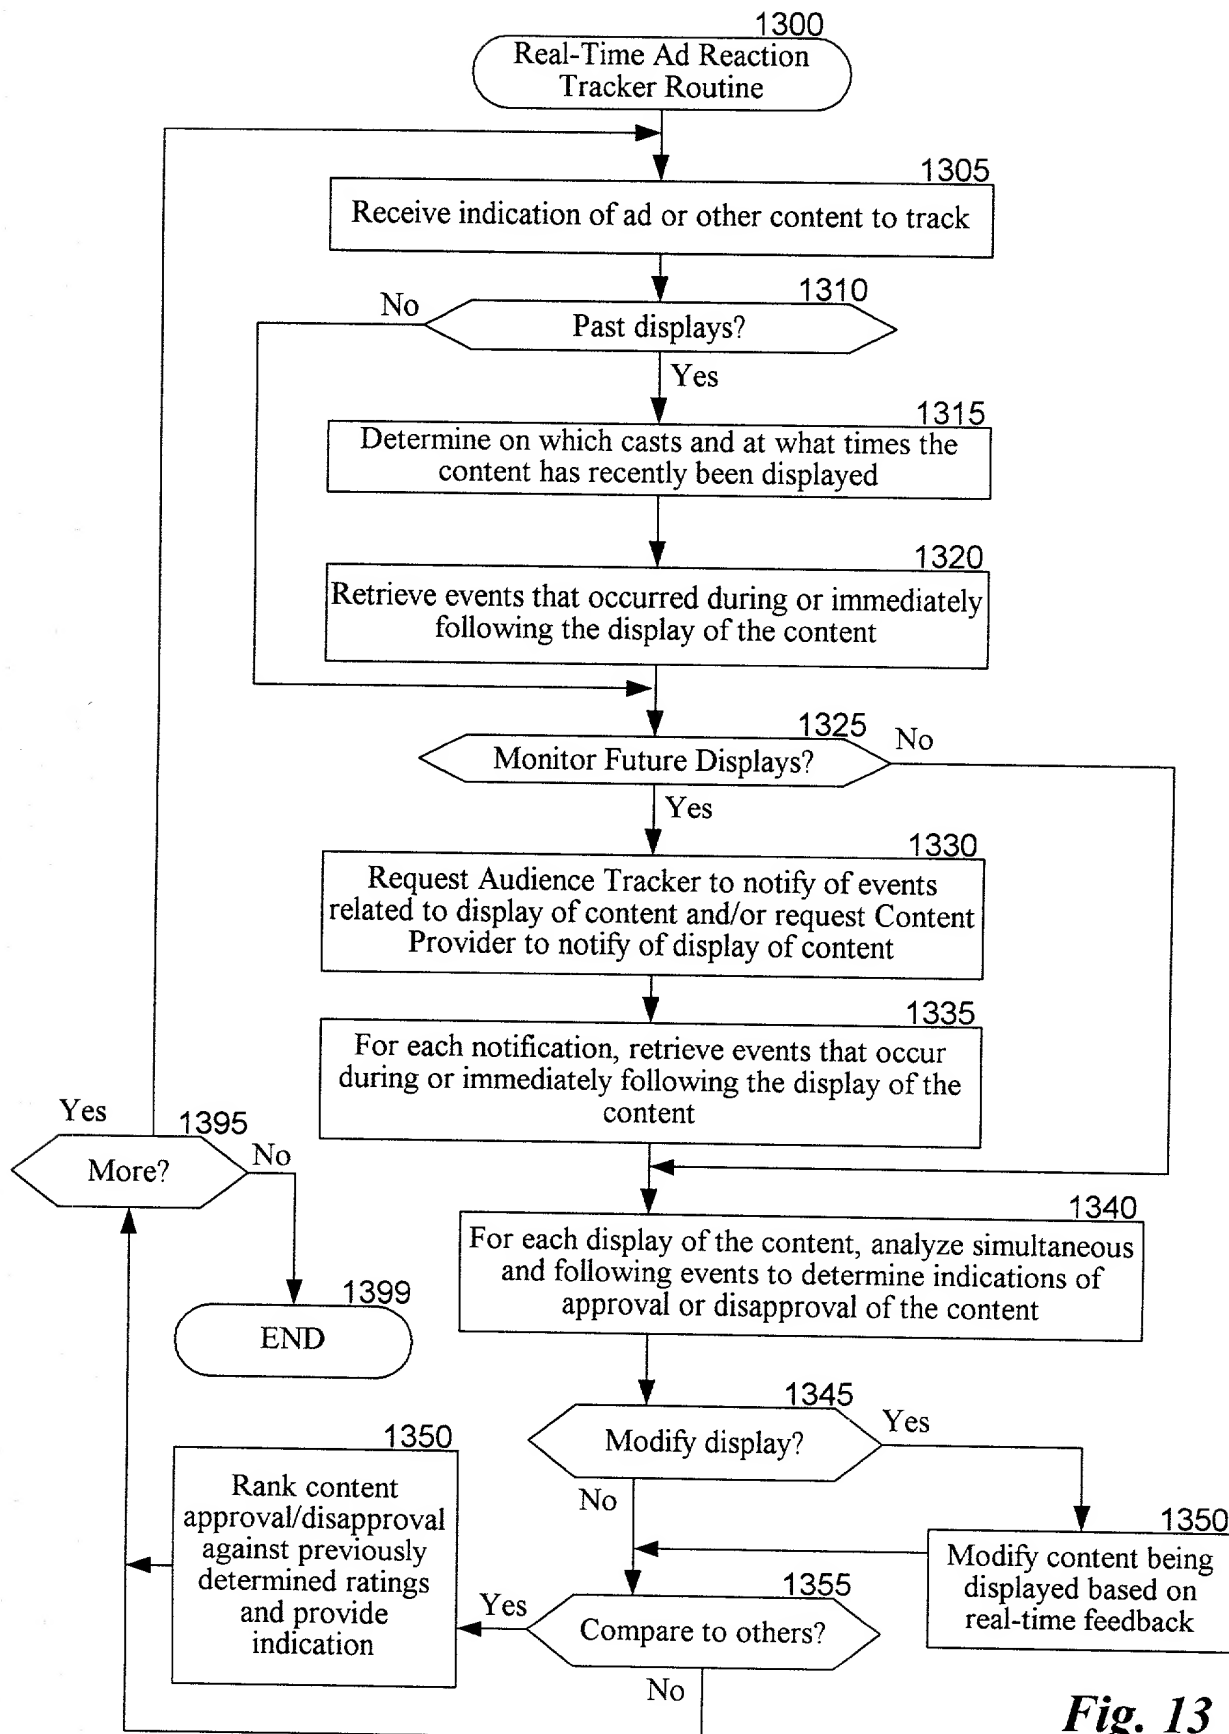 1300
Real-Time Ad Reaction
Tracker Routine
1305
Receive indication of ad or other content to track
1310
No
Past displays?
Yes
1315
Determine on which casts and at what times the
content has recently been displayed
1320
Retrieve events that occurred during or immediately
following the display of the content
1325
No
Monitor Future Displays?
Yes
1330
Request Audience Tracker to notify of events
related to display of content and/or request Content
Provider to notify of display of content
1335
For each notification, retrieve events that occur
during or immediately following the display of the
content
Yes
1395
No
More?
1340
For each display of the content, analyze simultaneous
and following events to determine indications of
approval or disapproval of the content
1399
END
1345
Yes
Modify display?
No
1350
Rank content
approval/disapproval
against previously
determined ratings
and provide
indication
1350
Modify content being
displayed based on
real-time feedback
1355
Yes
Compare to others?
No
Fig. 13